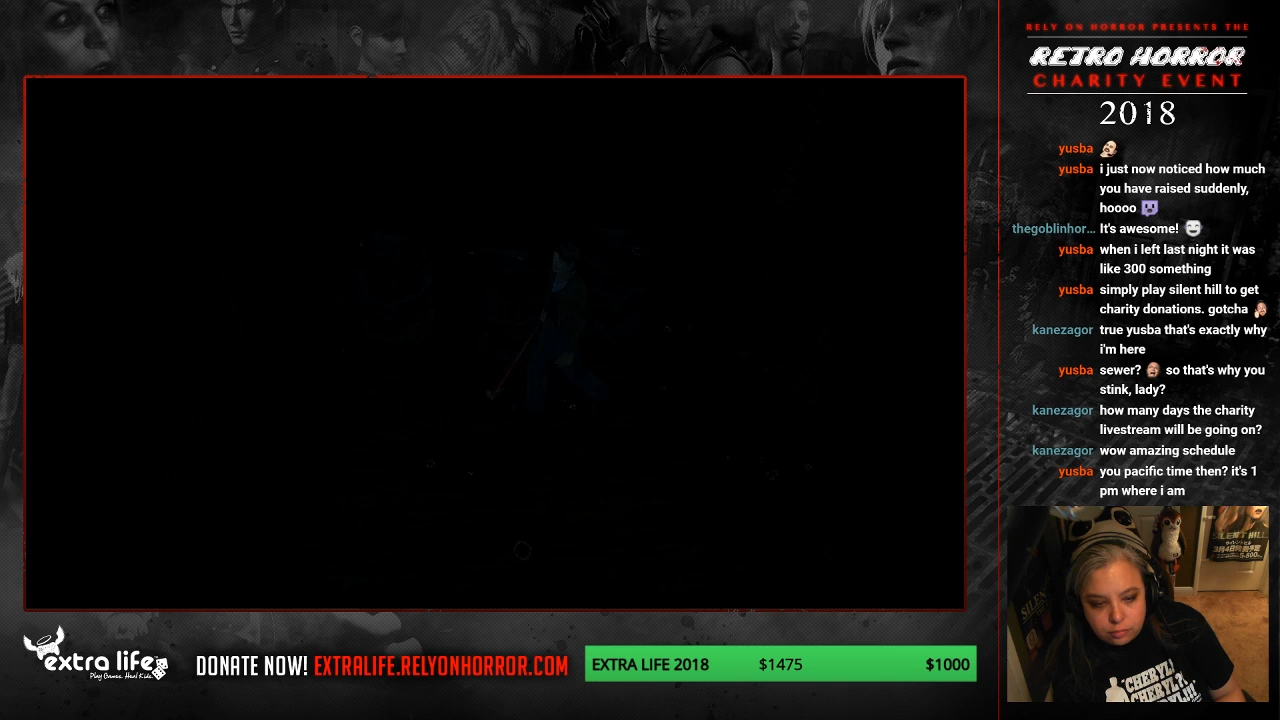 RELY ON HORROR PRESENTS THE
RETRO HORROR
CHARITY EVENT
2018
yusba
yusba i just now noticed how much
you have raised suddenly,
hoooo
thegoblinhor... It's awesome!
yusba when i left last night it was
like 300 something
yusba simply play silent hill to get
charity donations. gotcha
kanezagor true yusba that's exactly why
i'm here
yusba sewer? so that's why you
stink, lady?
kanezagor how many days the charity
livestream will be going on?
kanezagor wow amazing schedule
yusba you pacific time then? it's 1
pm where i am
SILENT HILL
SILENT
CHERYL?
CHERYL?
extra life
Play Games. Heal Kids.
DONATE NOW! EXTRALIFE.RELYONHORROR.COM
EXTRA LIFE 2018 $1475 $1000